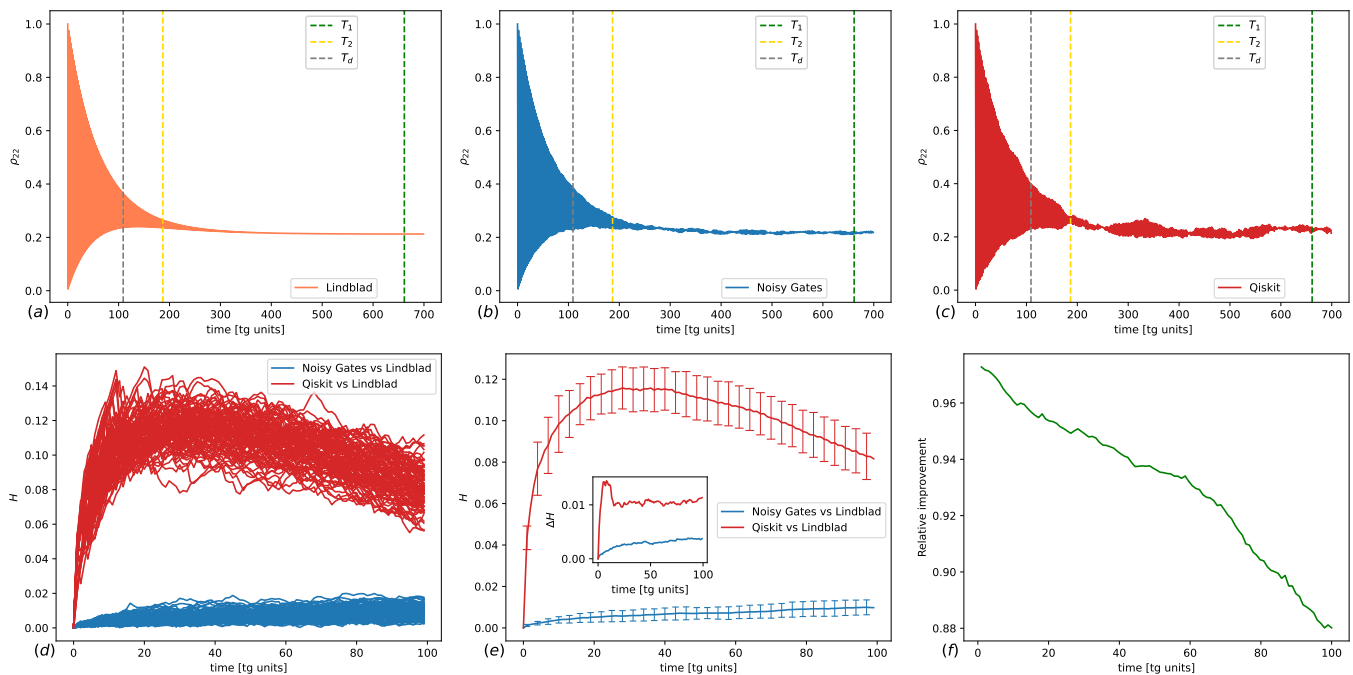 1.0
0.8
0.6
0.4
0.2
0.0
ρ22
T1
T2
Td
Lindblad
0 100 200 300 400 500 600 700
(a)
time [tg units]
1.0
0.8
0.6
0.4
0.2
0.0
ρ22
T1
T2
Td
Noisy Gates
0 100 200 300 400 500 600 700
(b)
time [tg units]
1.0
0.8
0.6
0.4
0.2
0.0
ρ22
T1
T2
Td
Qiskit
0 100 200 300 400 500 600 700
(c)
time [tg units]
0.14
0.12
0.10
0.08
0.06
0.04
0.02
0.00
H
Noisy Gates vs Lindblad
Qiskit vs Lindblad
0 20 40 60 80 100
(d)
time [tg units]
0.12
0.10
0.08
0.06
0.04
0.02
0.00
H
0.01
0.00
ΔH
0 50 100
time [tg units]
Noisy Gates vs Lindblad
Qiskit vs Lindblad
0 20 40 60 80 100
(e)
time [tg units]
0.96
0.94
0.92
0.90
0.88
Relative improvement
0 20 40 60 80 100
(f)
time [tg units]